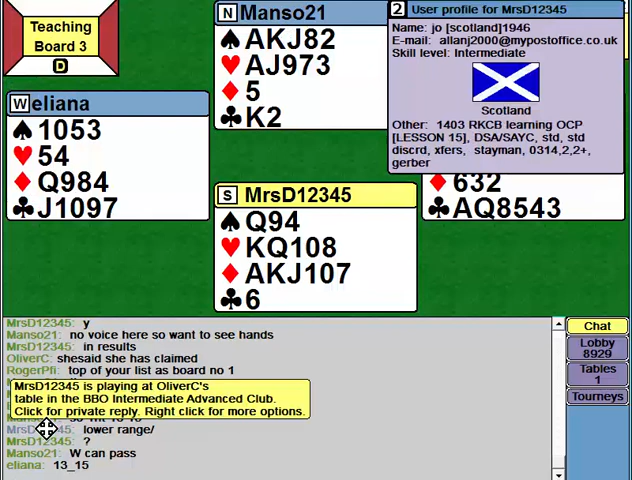 Teaching
Board 3
D
N Manso21
♠ AKJ82
♥ AJ973
♦ 5
♣ K2
2 User profile for MrsD12345
Name: jo [scotland]1946
E-mail: allanj2000@mypostoffice.co.uk
Skill level: Intermediate
Scotland
Other: 1403 RKCB learning OCP
[LESSON 15], DSA/SAYC, std, std
discrd, xfers, stayman, 0314,2,2+,
gerber
W eliana
♠ 1053
♥ 54
♦ Q984
♣ J1097
♦ 632
♣ AQ8543
S MrsD12345
♠ Q94
♥ KQ108
♦ AKJ107
♣ 6
MrsD12345: y
Manso21: no voice here so want to see hands
MrsD12345: in results
OliverC: shesaid she has claimed
RogerPfi: top of your list as board no 1
MrsD12345 is playing at OliverC's
table in the BBO Intermediate Advanced Club.
Click for private reply. Right click for more options.
lower range/
MrsD12345: ?
Manso21: W can pass
eliana: 13_15
Chat
Lobby
8929
Tables
1
Tourneys